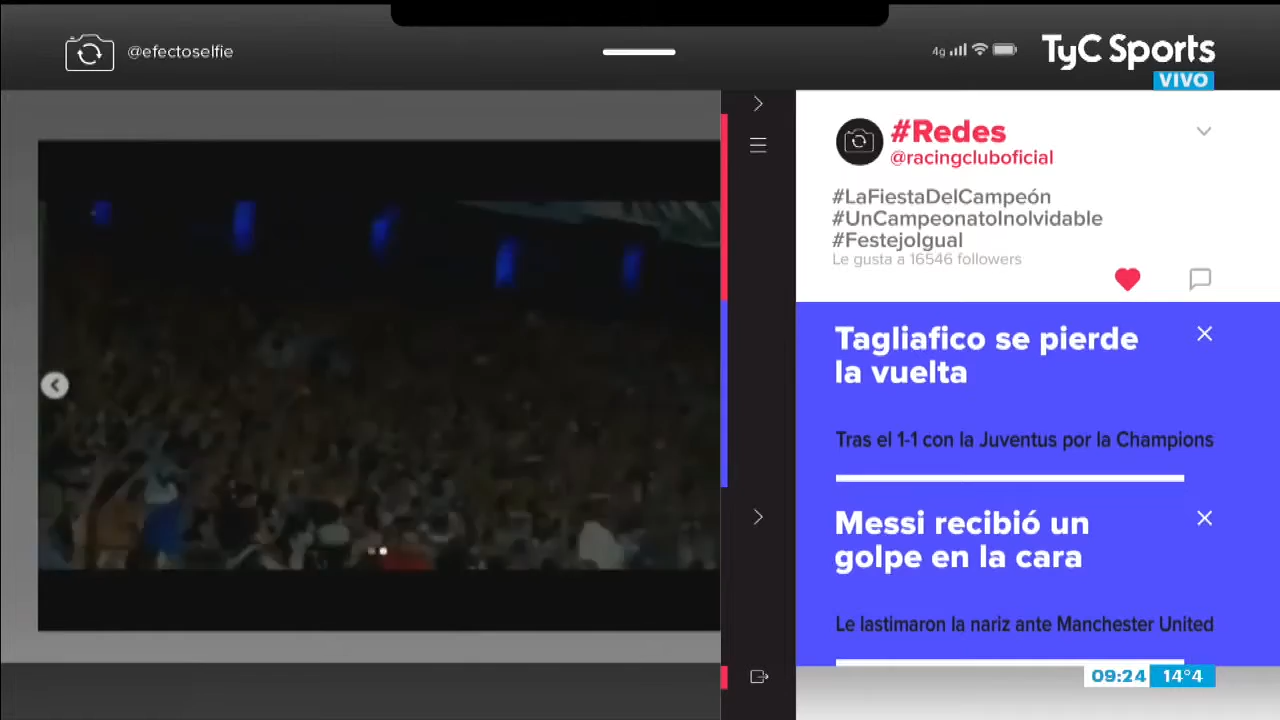 @efectoselfie
4g
TyC Sports
VIVO
#Redes
@racingcluboficial
#LaFiestaDelCampeón
#UnCampeonatoInolvidable
#FestejoIgual
Le gusta a 16546 followers
Tagliafico se pierde
la vuelta
Tras el 1-1 con la Juventus por la Champions
Messi recibió un
golpe en la cara
Le lastimaron la nariz ante Manchester United
09:24 14°4